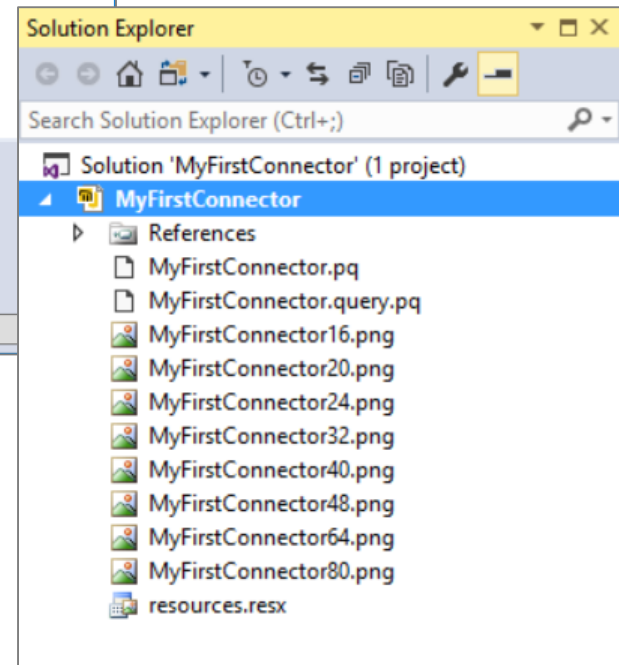 Solution Explorer
Search Solution Explorer (Ctrl+;)
Solution 'MyFirstConnector' (1 project)
MyFirstConnector
References
MyFirstConnector.pq
MyFirstConnector.query.pq
MyFirstConnector16.png
MyFirstConnector20.png
MyFirstConnector24.png
MyFirstConnector32.png
MyFirstConnector40.png
MyFirstConnector48.png
MyFirstConnector64.png
MyFirstConnector80.png
resources.resx